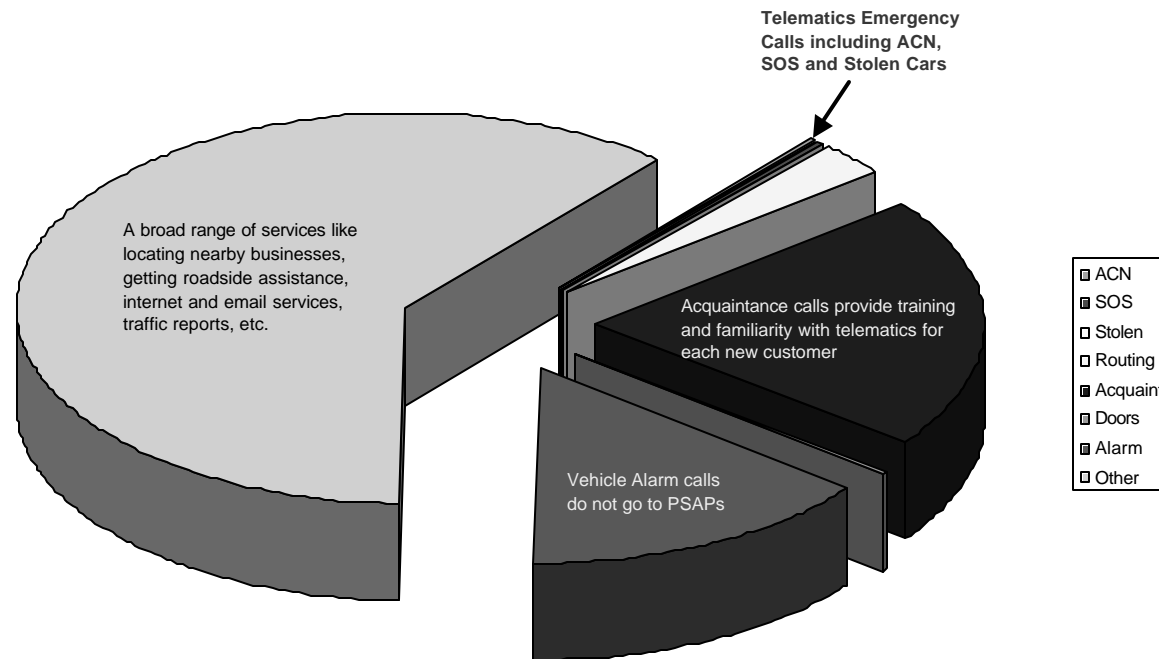 Telematics Emergency
Calls including ACN,
SOS and Stolen Cars
A broad range of services like
locating nearby businesses,
getting roadside assistance,
internet and email services,
traffic reports, etc.
Acquaintance calls provide training
and familiarity with telematics for
each new customer
Vehicle Alarm calls
do not go to PSAPs
ACN
SOS
Stolen
Routing
Acquain
Doors
Alarm
Other